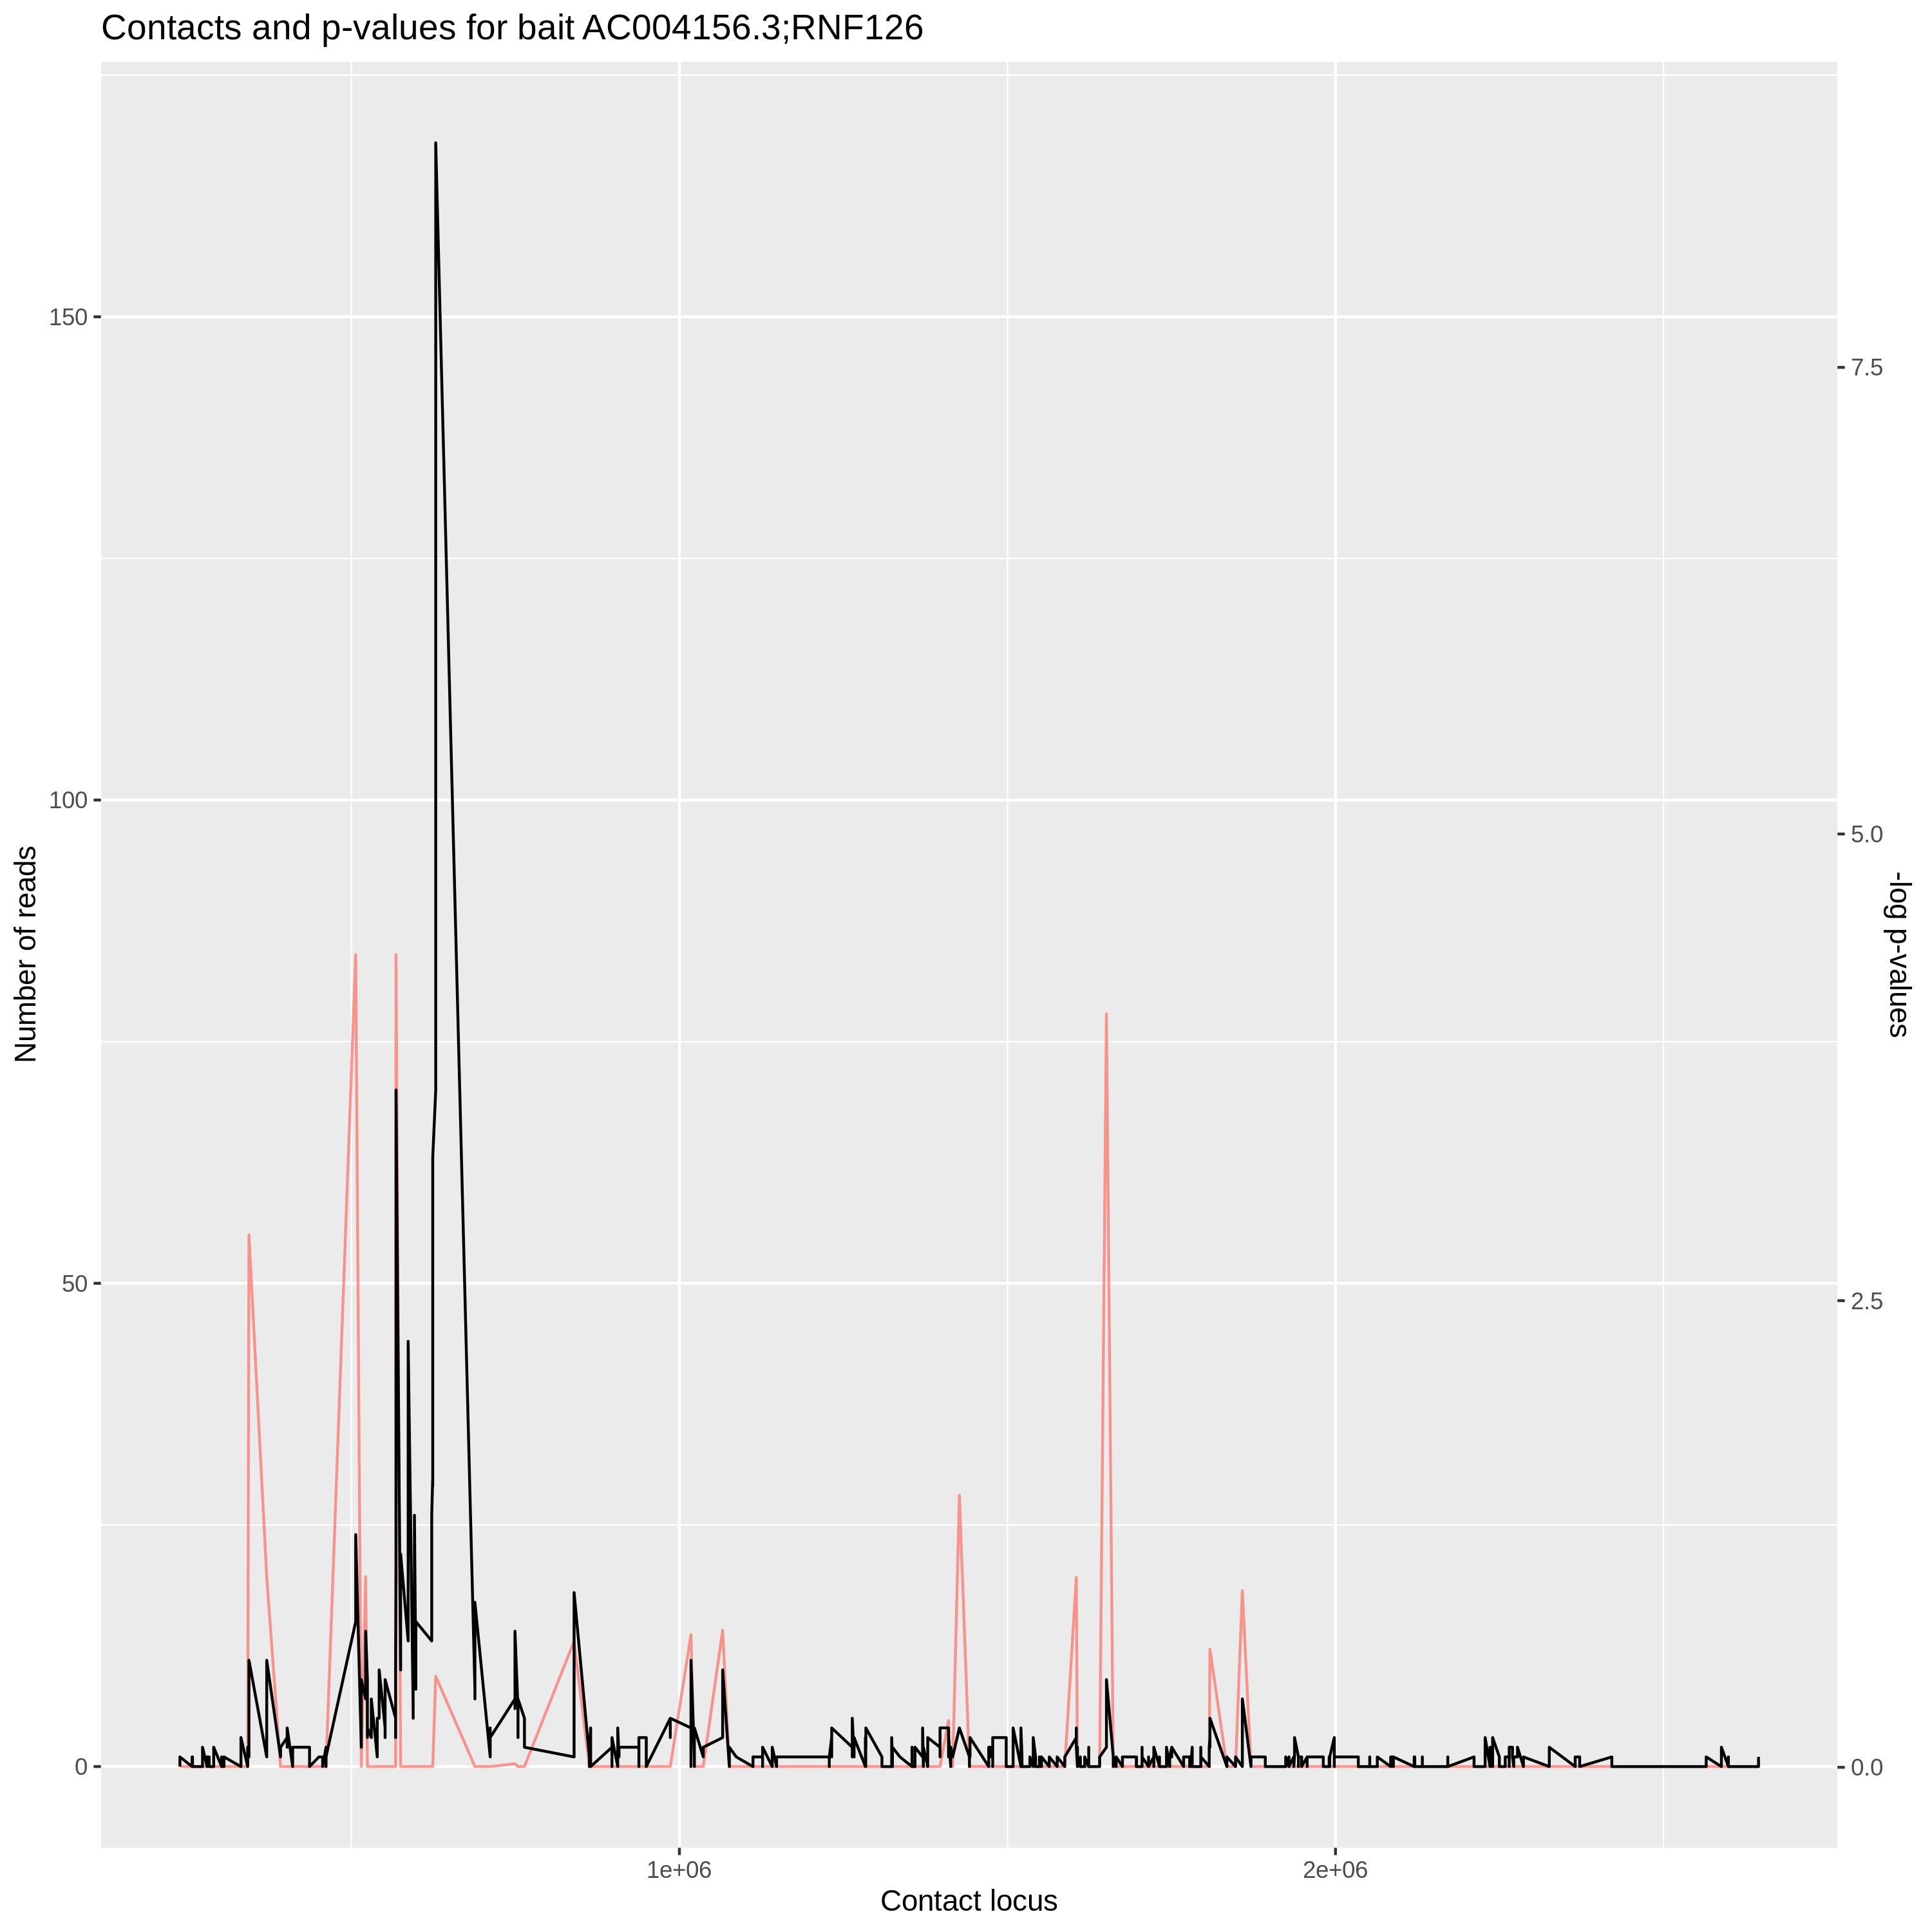 Contacts and p-values for bait AC004156.3;RNF126
150
100
50
0
Number of reads
7.5
5.0
2.5
0.0
-log p-values
1e+06
2e+06
Contact locus